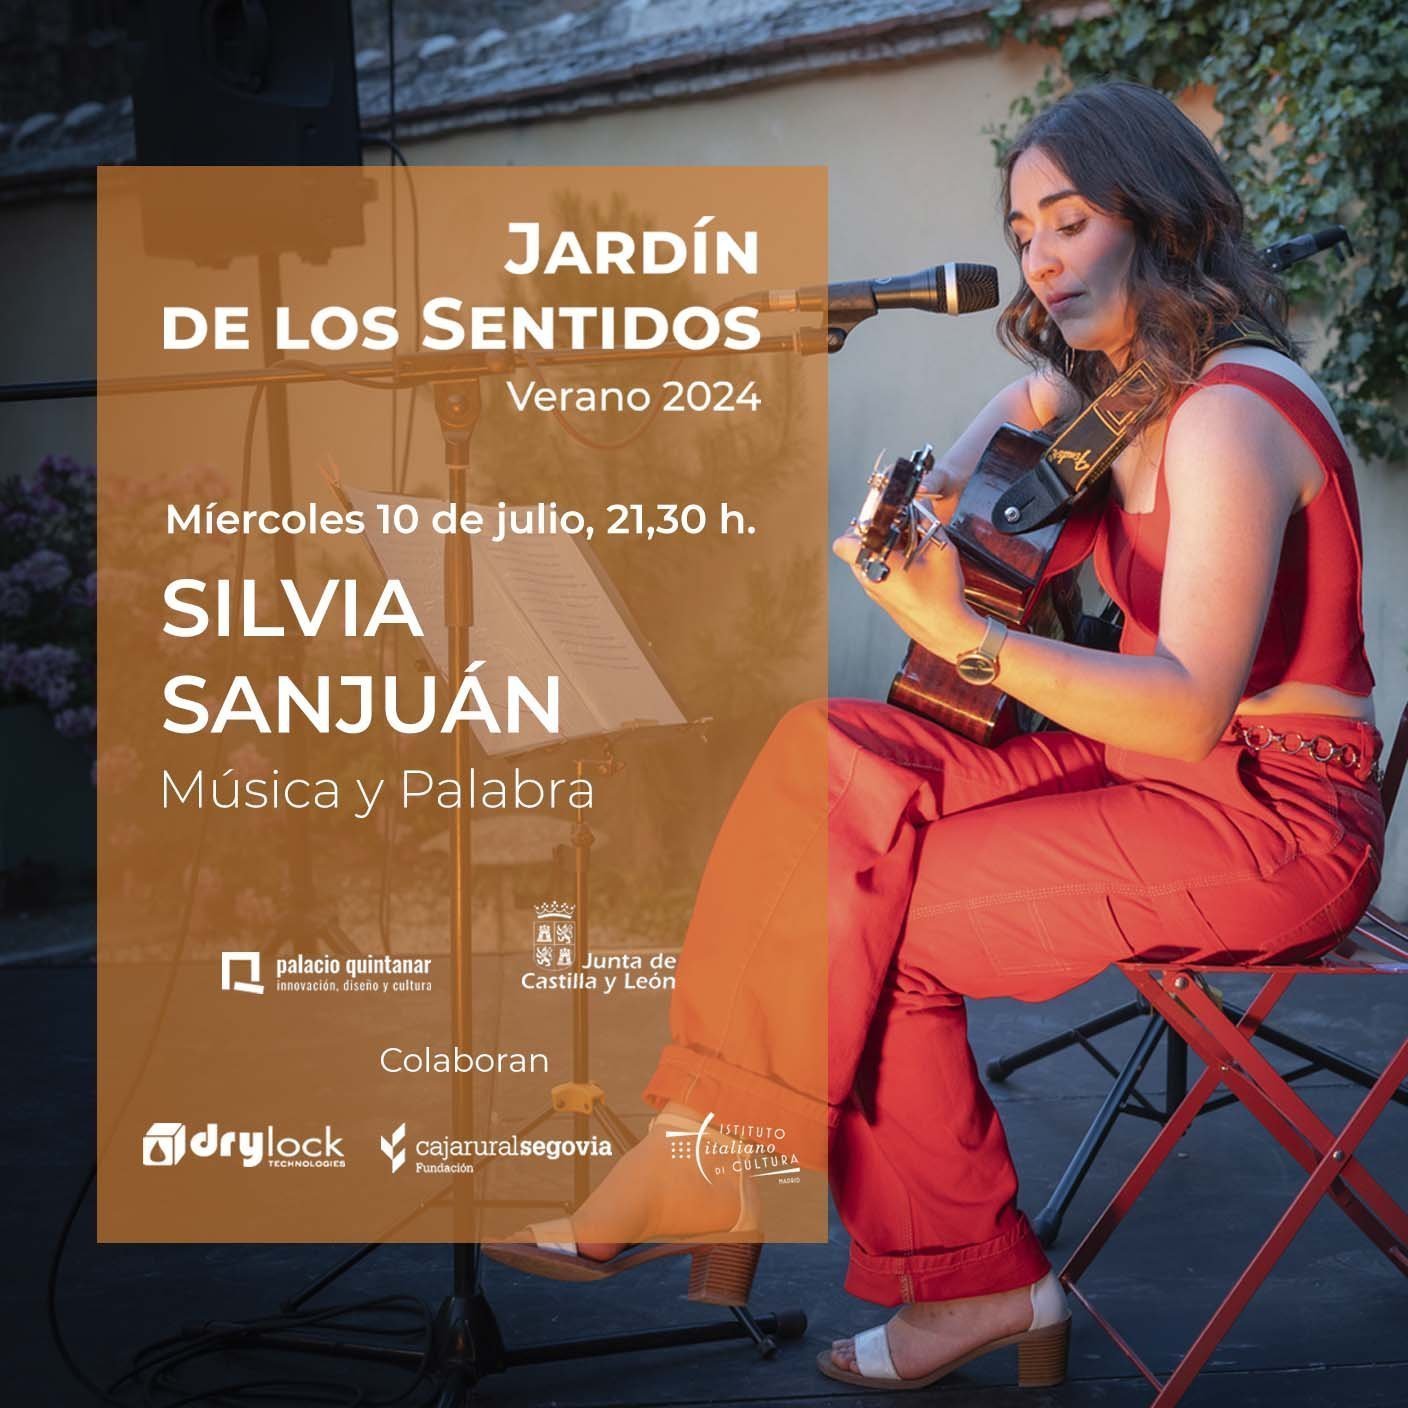 JARDÍN
DE LOS SENTIDOS
Verano 2024
Míercoles 10 de julio, 21,30 h.
SILVIA
SANJUÁN
Música y Palabra
palacio quintanar
innovación, diseño y cultura
Junta de
Castilla y León
Colaboran
drylock
TECHNOLOGIES
cajaruralsegovia
Fundación
ISTITUTO
italiano
DI CULTURA
MADRID
Fender